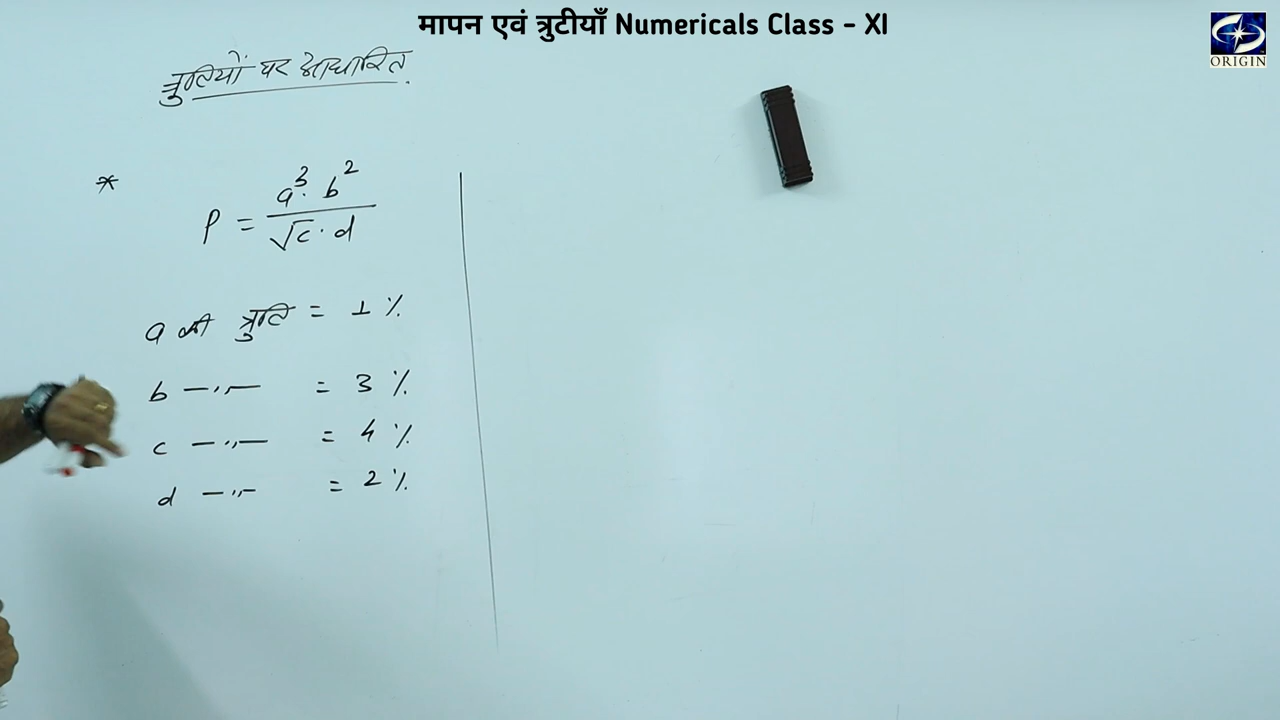 मापन एवं त्रुटीयाँ Numericals Class - XI
ORIGIN
त्रुटियों पर आधारित
* P = a³. b² / √c . d
a की त्रुटि = 1 %
b —,,— = 3 %
c —,,— = 4 %
d —,,— = 2 %